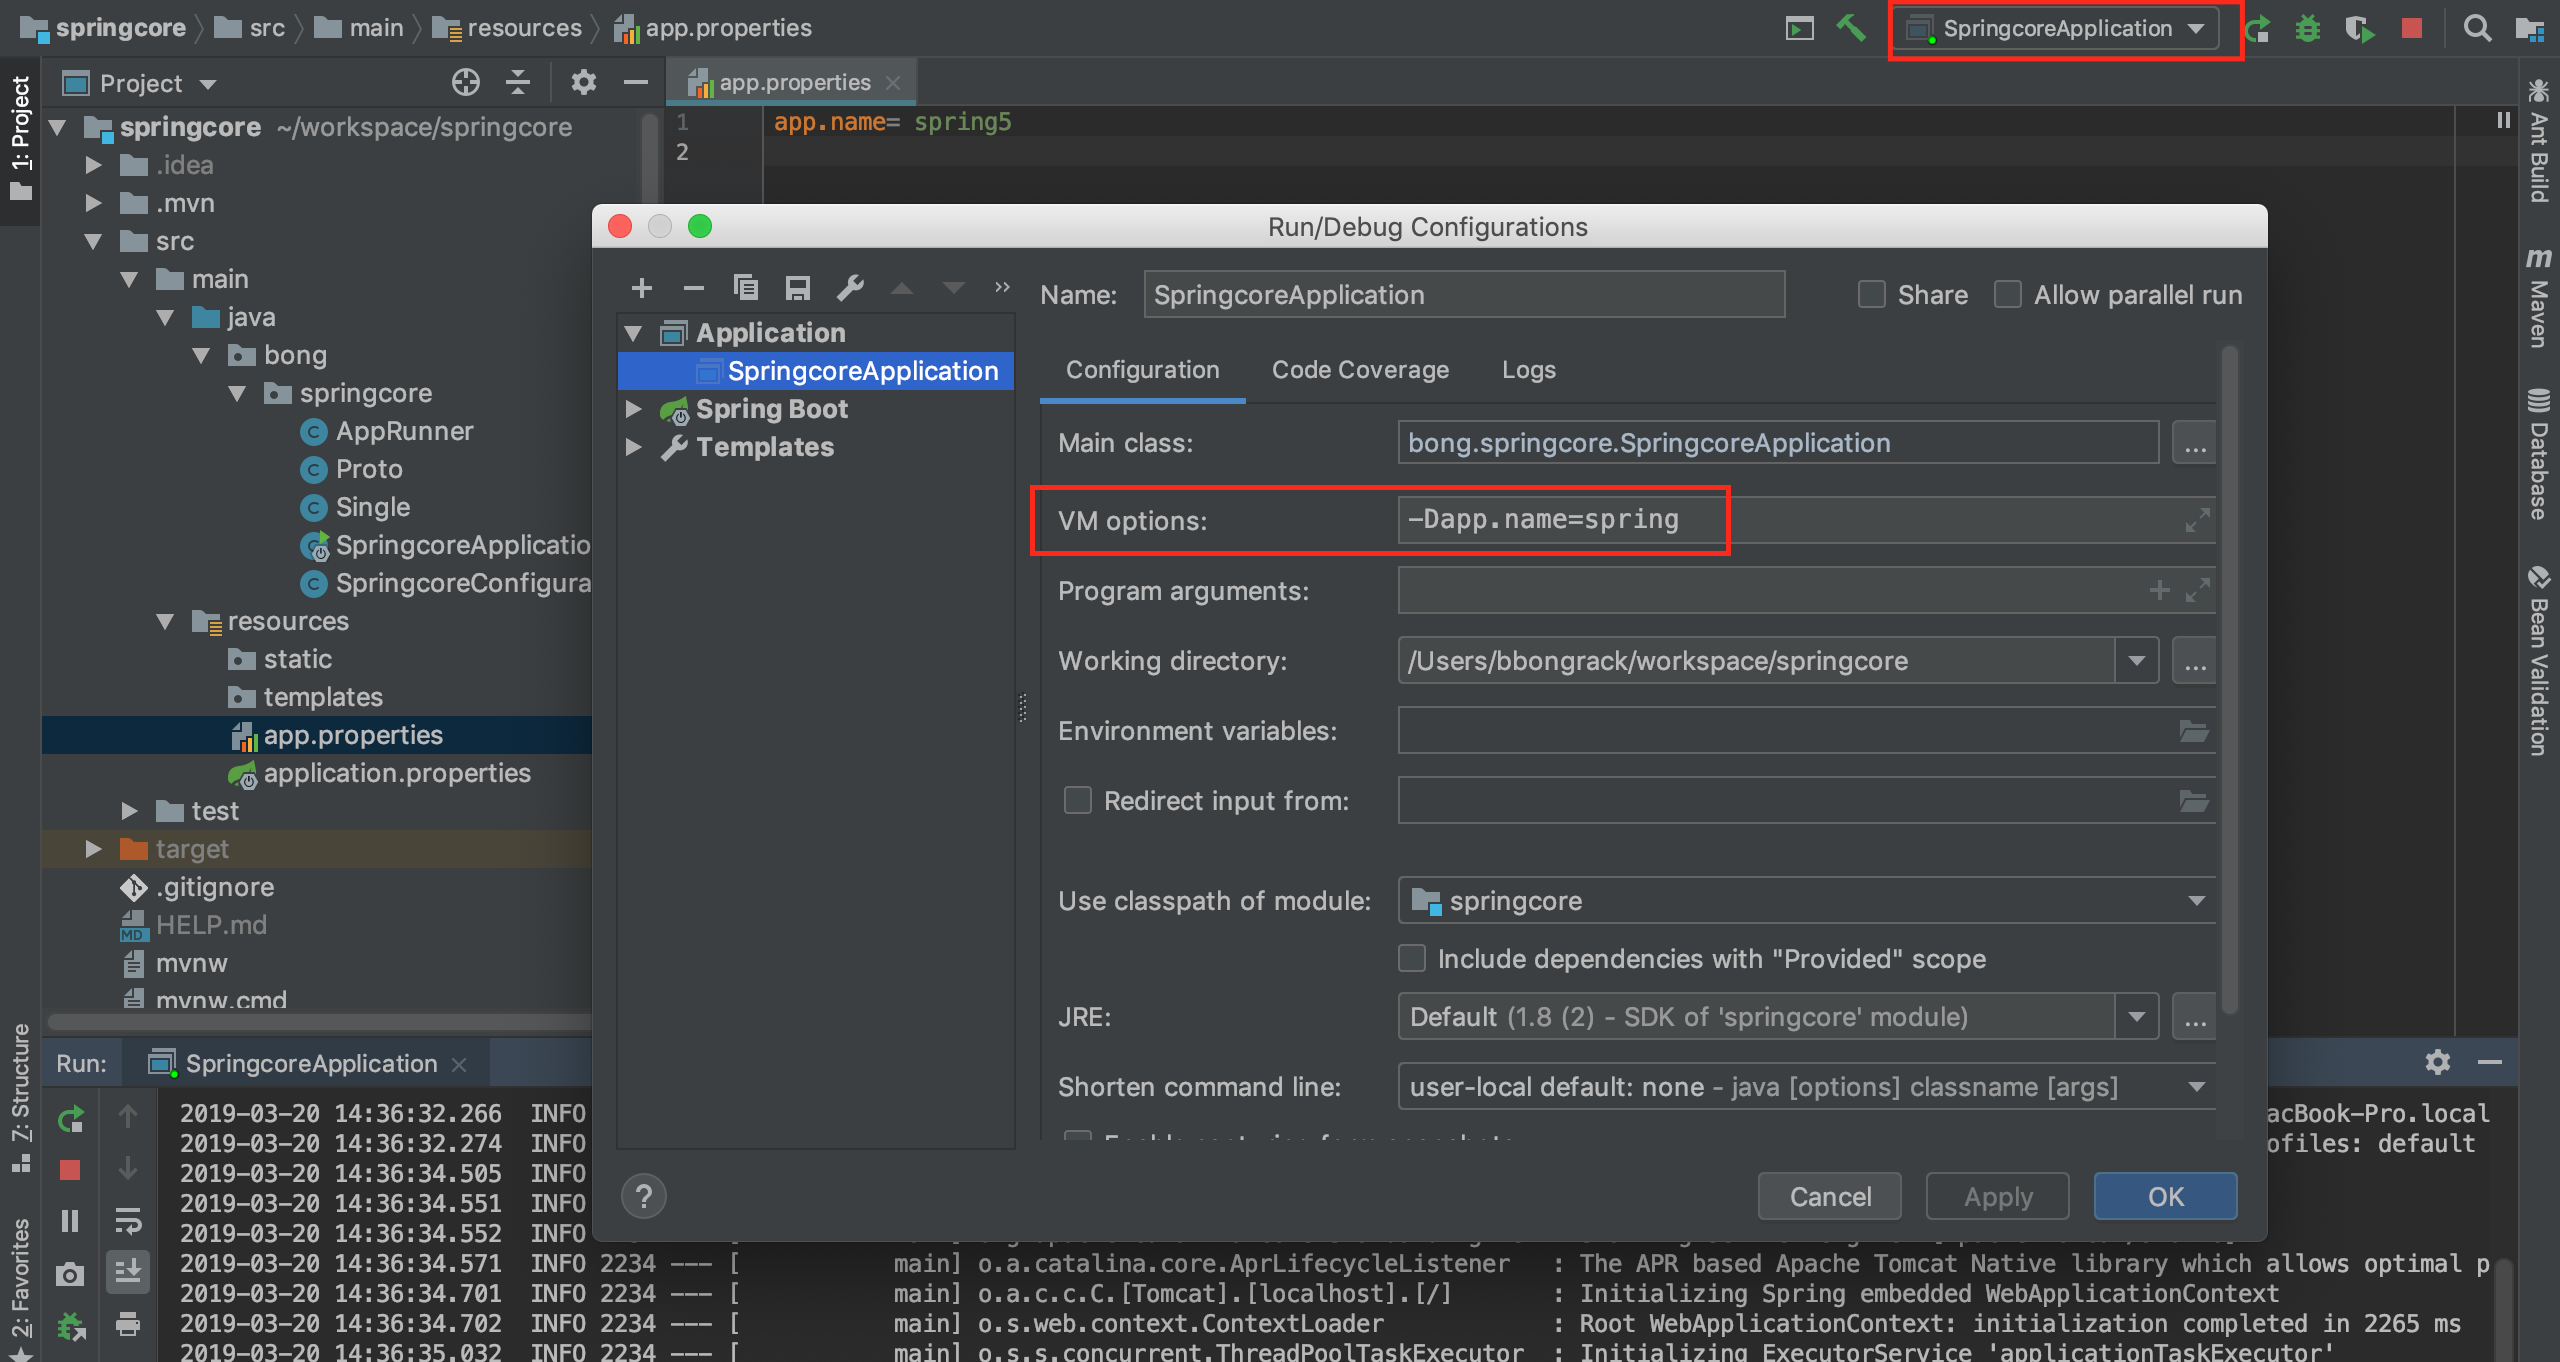 springcore
src
main
resources
app.properties
SpringcoreApplication
1: Project
Project
app.properties
springcore ~/workspace/springcore
.idea
.mvn
src
main
java
bong
springcore
AppRunner
Proto
Single
SpringcoreApplicatio
SpringcoreConfigura
resources
static
templates
app.properties
application.properties
test
target
.gitignore
MD HELP.md
mvnw
mvnw.cmd
1 app.name= spring5
2
Run/Debug Configurations
Application
SpringcoreApplication
Spring Boot
Templates
Name: SpringcoreApplication
Share
Allow parallel run
Configuration
Code Coverage
Logs
Main class: bong.springcore.SpringcoreApplication ...
VM options: -Dapp.name=spring
Program arguments:
Working directory: /Users/bbongrack/workspace/springcore ...
Environment variables:
Redirect input from:
Use classpath of module: springcore
Include dependencies with "Provided" scope
JRE: Default (1.8 (2) - SDK of 'springcore' module) ...
Shorten command line: user-local default: none - java [options] classname [args]
?
Cancel
Apply
OK
Ant Build
m Maven
Database
Bean Validation
7: Structure
2: Favorites
Run: SpringcoreApplication
2019-03-20 14:36:32.266 INFO acBook-Pro.local
2019-03-20 14:36:32.274 INFO ofiles: default
2019-03-20 14:36:34.505 INFO
2019-03-20 14:36:34.551 INFO
2019-03-20 14:36:34.552 INFO
2019-03-20 14:36:34.571 INFO 2234 --- [ main] o.a.catalina.core.AprLifecycleListener : The APR based Apache Tomcat Native library which allows optimal p
2019-03-20 14:36:34.701 INFO 2234 --- [ main] o.a.c.c.C.[Tomcat].[localhost].[/] : Initializing Spring embedded WebApplicationContext
2019-03-20 14:36:34.702 INFO 2234 --- [ main] o.s.web.context.ContextLoader : Root WebApplicationContext: initialization completed in 2265 ms
2019-03-20 14:36:35.032 INFO 2234 --- [ main] o.s.s.concurrent.ThreadPoolTaskExecutor : Initializing ExecutorService 'applicationTaskExecutor'